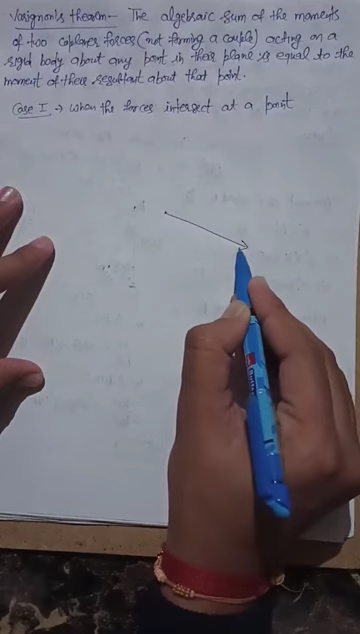 Varignon's theorem - The algebraic sum of the moments
of two coplaner forces (not forming a couple) acting on a
rigid body about any point in their plane is equal to the
moment of their resultant about that point.
Case I → when the forces intersect at a point